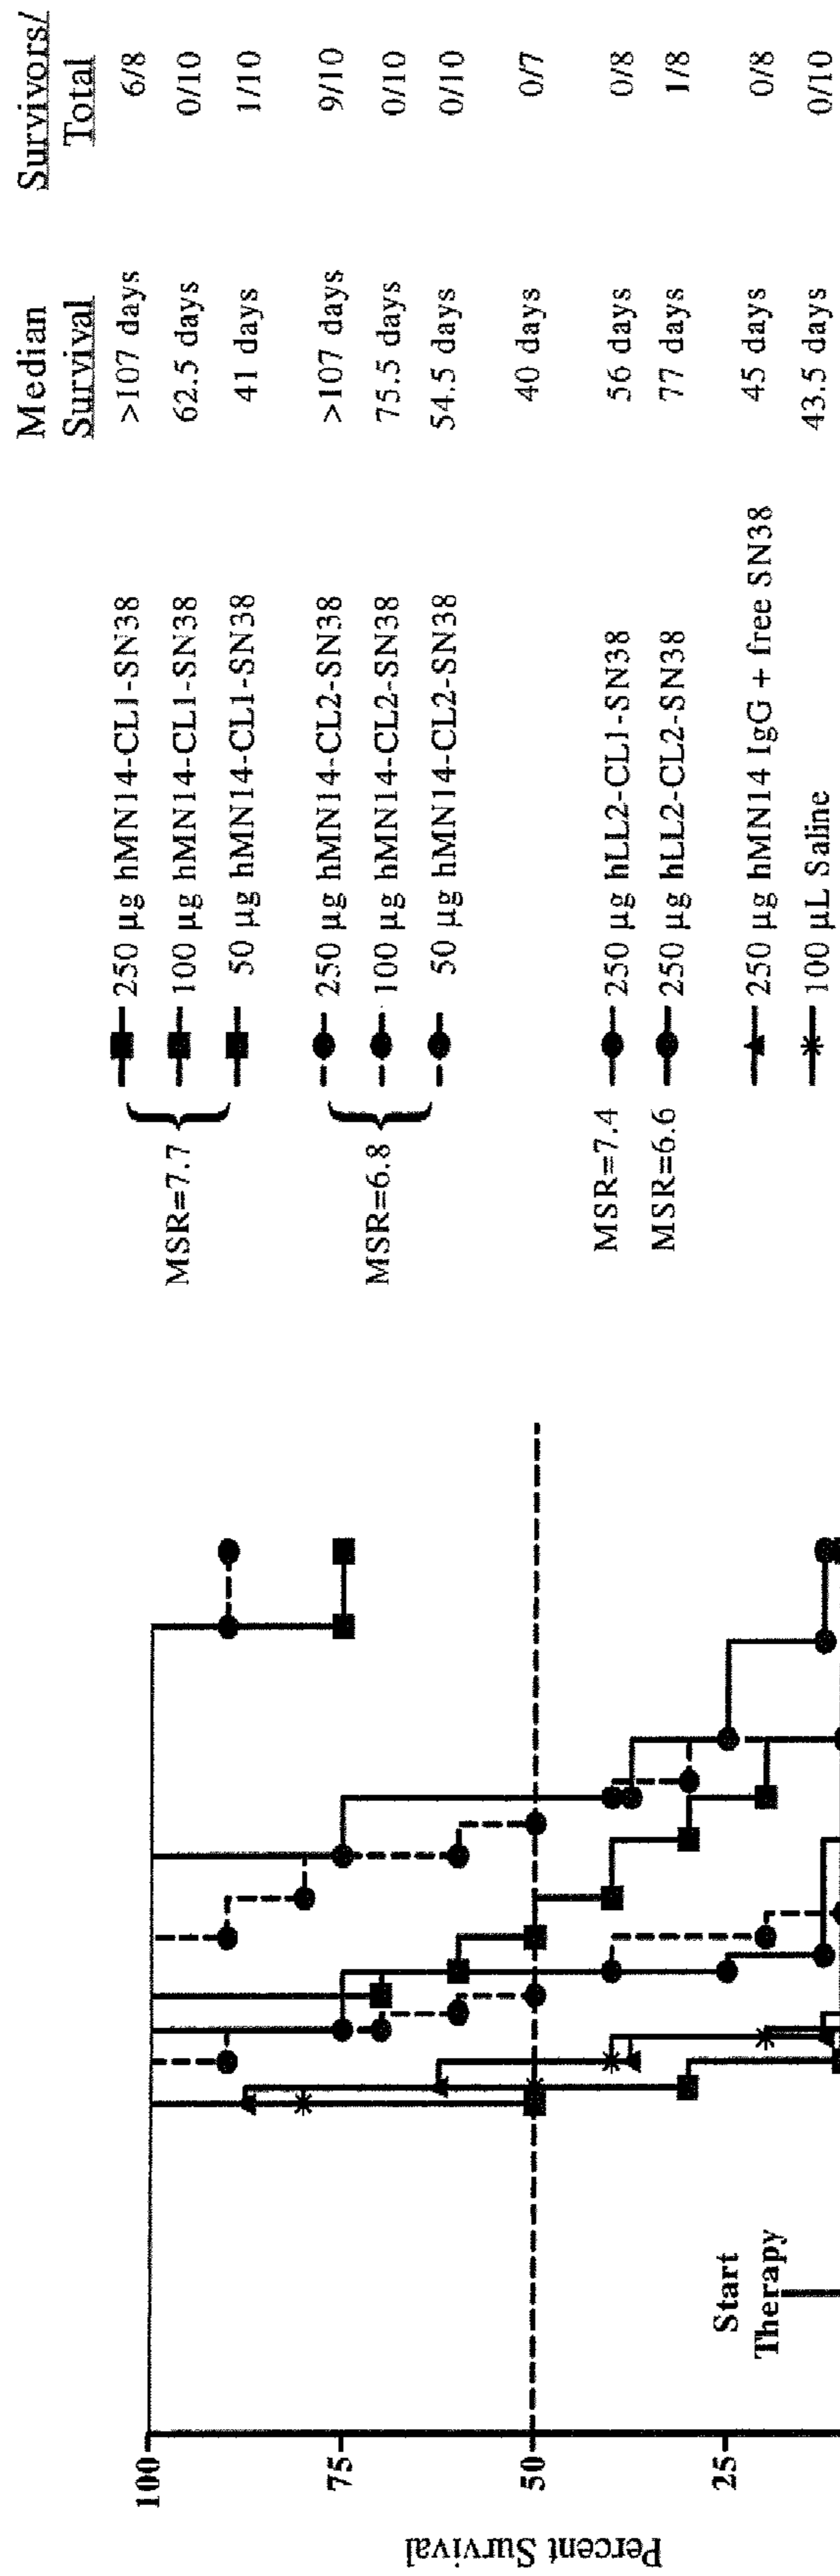 Median
Survival
Survivors/
Total
MSR=7.7
250 µg hMN14-CL1-SN38 >107 days 6/8
100 µg hMN14-CL1-SN38 62.5 days 0/10
50 µg hMN14-CL1-SN38 41 days 1/10
MSR=6.8
250 µg hMN14-CL2-SN38 >107 days 9/10
100 µg hMN14-CL2-SN38 75.5 days 0/10
50 µg hMN14-CL2-SN38 54.5 days 0/10
40 days 0/7
MSR=7.4 250 µg hLL2-CL1-SN38 56 days 0/8
MSR=6.6 250 µg hLL2-CL2-SN38 77 days 1/8
250 µg hMN14 IgG + free SN38 45 days 0/8
100 µL Saline 43.5 days 0/10
Percent Survival
100
75
50
25
Start
Therapy